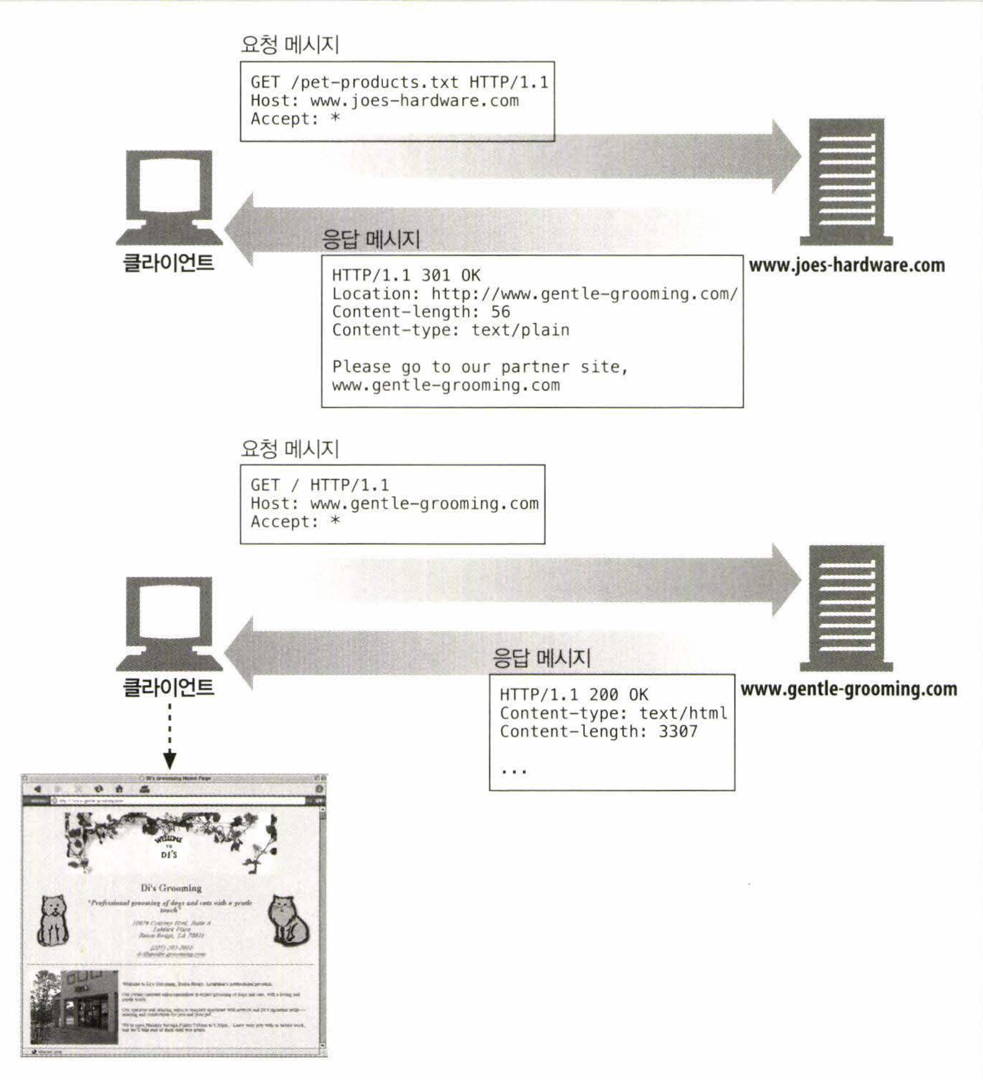 요청 메시지
GET /pet-products.txt HTTP/1.1
Host: www.joes-hardware.com
Accept: *
클라이언트
www.joes-hardware.com
응답 메시지
HTTP/1.1 301 OK
Location: http://www.gentle-grooming.com/
Content-length: 56
Content-type: text/plain
Please go to our partner site,
www.gentle-grooming.com
요청 메시지
GET / HTTP/1.1
Host: www.gentle-grooming.com
Accept: *
클라이언트
www.gentle-grooming.com
응답 메시지
HTTP/1.1 200 OK
Content-type: text/html
Content-length: 3307
...
Di's Grooming Home Page
WELCOME
TO
DI'S
Di's Grooming
"Professional grooming of dogs and cats with a gentle
touch"